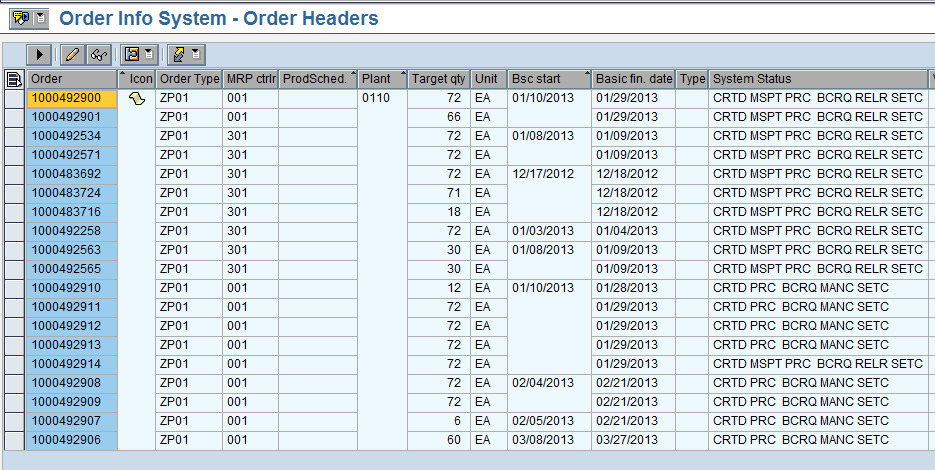 Order Info System - Order Headers
Order Icon Order Type MRP ctrlr ProdSched. Plant Target qty Unit Bsc start Basic fin. date Type System Status
1000492900 ZP01 001 0110 72 EA 01/10/2013 01/29/2013 CRTD MSPT PRC BCRQ RELR SETC
1000492901 ZP01 001 66 EA 01/29/2013 CRTD MSPT PRC BCRQ RELR SETC
1000492534 ZP01 301 72 EA 01/08/2013 01/09/2013 CRTD MSPT PRC BCRQ RELR SETC
1000492571 ZP01 301 72 EA 01/09/2013 CRTD MSPT PRC BCRQ RELR SETC
1000483692 ZP01 301 72 EA 12/17/2012 12/18/2012 CRTD MSPT PRC BCRQ RELR SETC
1000483724 ZP01 301 71 EA 12/18/2012 CRTD MSPT PRC BCRQ RELR SETC
1000483716 ZP01 301 18 EA 12/18/2012 CRTD MSPT PRC BCRQ RELR SETC
1000492258 ZP01 301 72 EA 01/03/2013 01/04/2013 CRTD MSPT PRC BCRQ RELR SETC
1000492563 ZP01 301 30 EA 01/08/2013 01/09/2013 CRTD MSPT PRC BCRQ RELR SETC
1000492565 ZP01 301 30 EA 01/09/2013 CRTD MSPT PRC BCRQ RELR SETC
1000492910 ZP01 001 12 EA 01/10/2013 01/28/2013 CRTD PRC BCRQ MANC SETC
1000492911 ZP01 001 72 EA 01/29/2013 CRTD PRC BCRQ MANC SETC
1000492912 ZP01 001 72 EA 01/29/2013 CRTD PRC BCRQ MANC SETC
1000492913 ZP01 001 72 EA 01/29/2013 CRTD PRC BCRQ MANC SETC
1000492914 ZP01 001 72 EA 01/29/2013 CRTD MSPT PRC BCRQ RELR SETC
1000492908 ZP01 001 72 EA 02/04/2013 02/21/2013 CRTD PRC BCRQ MANC SETC
1000492909 ZP01 001 72 EA 02/21/2013 CRTD PRC BCRQ MANC SETC
1000492907 ZP01 001 6 EA 02/05/2013 02/21/2013 CRTD PRC BCRQ MANC SETC
1000492906 ZP01 001 60 EA 03/08/2013 03/27/2013 CRTD PRC BCRQ MANC SETC